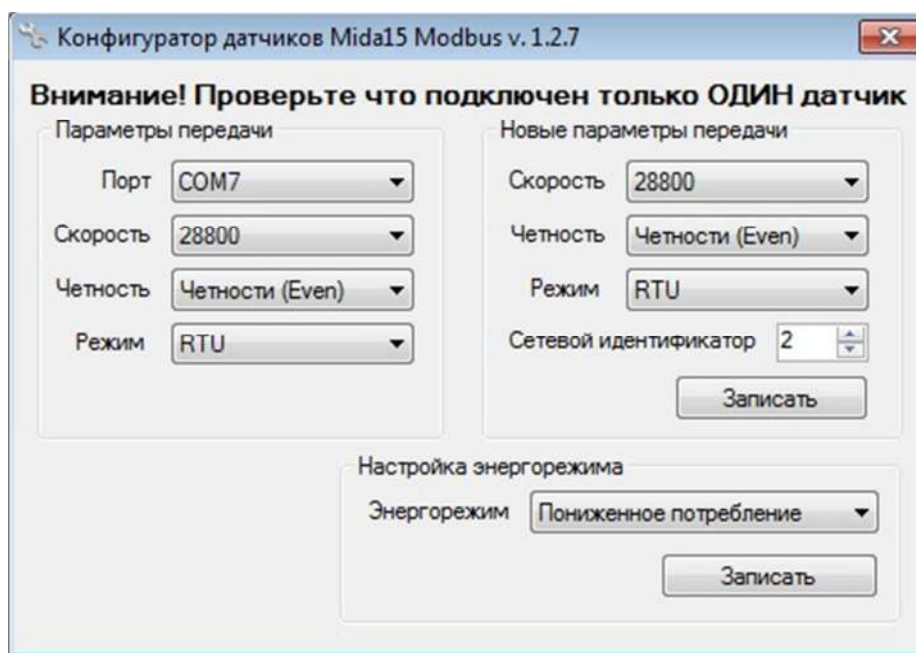 Конфигуратор датчиков Mida15 Modbus v. 1.2.7
Внимание! Проверьте что подключен только ОДИН датчик
Параметры передачи
Порт COM7
Скорость 28800
Четность Четности (Even)
Режим RTU
Новые параметры передачи
Скорость 28800
Четность Четности (Even)
Режим RTU
Сетевой идентификатор 2
Записать
Настройка энергорежима
Энергорежим Пониженное потребление
Записать